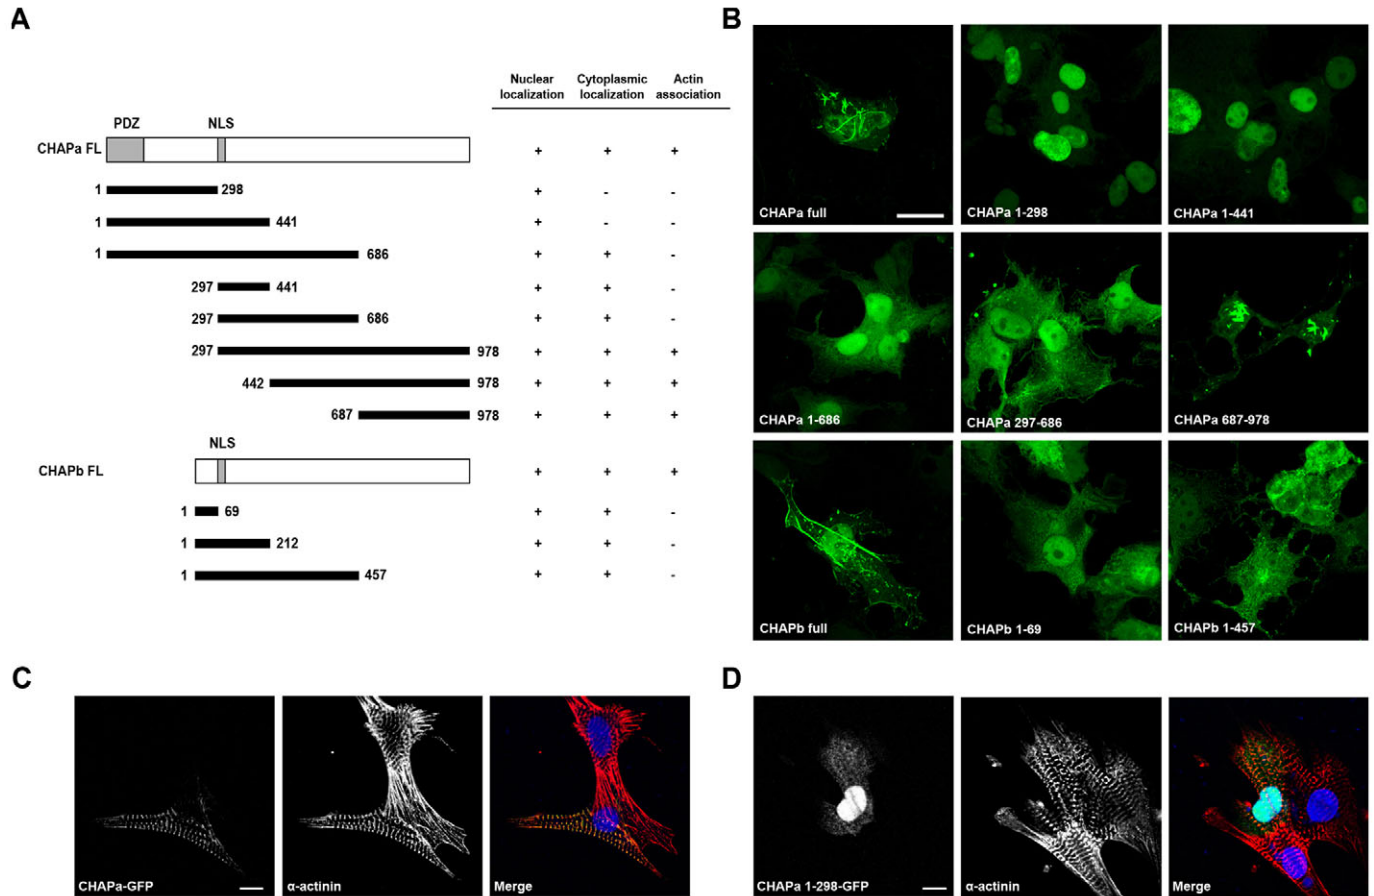 A
Nuclear localization Cytoplasmic localization Actin association
PDZ NLS
CHAPa FL + + +
1 298 + - -
1 441 + - -
1 686 + + -
297 441 + + -
297 686 + + -
297 978 + + +
442 978 + + +
687 978 + + +
NLS
CHAPb FL + + +
1 69 + + -
1 212 + + -
1 457 + + -
B
CHAPa full
CHAPa 1-298
CHAPa 1-441
CHAPa 1-686
CHAPa 297-686
CHAPa 687-978
CHAPb full
CHAPb 1-69
CHAPb 1-457
C
CHAPa-GFP
α-actinin
Merge
D
CHAPa 1-298-GFP
α-actinin
Merge